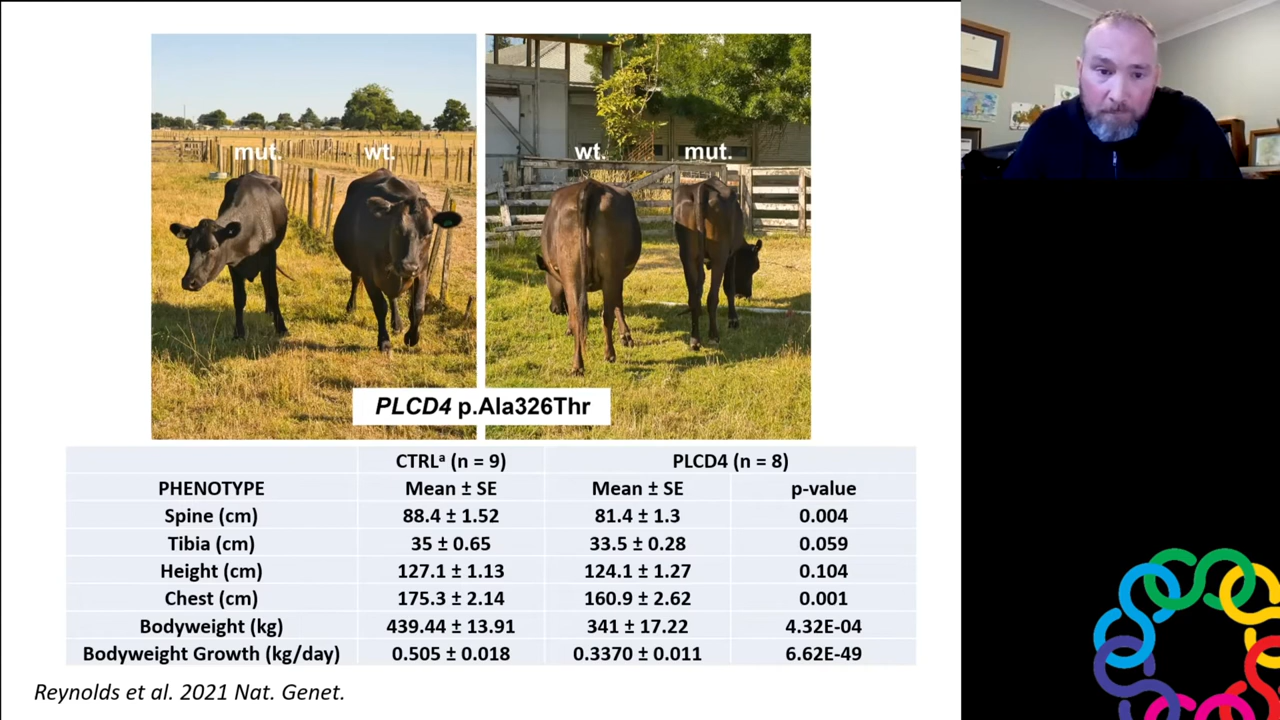 mut. wt. wt. mut.
PLCD4 p.Ala326Thr
CTRLª (n = 9) PLCD4 (n = 8)
PHENOTYPE Mean ± SE Mean ± SE p-value
Spine (cm) 88.4 ± 1.52 81.4 ± 1.3 0.004
Tibia (cm) 35 ± 0.65 33.5 ± 0.28 0.059
Height (cm) 127.1 ± 1.13 124.1 ± 1.27 0.104
Chest (cm) 175.3 ± 2.14 160.9 ± 2.62 0.001
Bodyweight (kg) 439.44 ± 13.91 341 ± 17.22 4.32E-04
Bodyweight Growth (kg/day) 0.505 ± 0.018 0.3370 ± 0.011 6.62E-49
Reynolds et al. 2021 Nat. Genet.